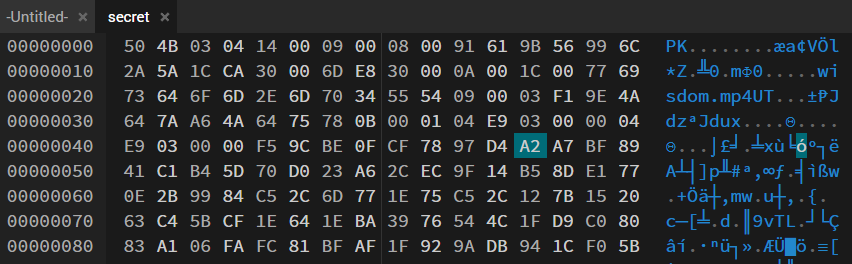 -Untitled- × secret ×
00000000 50 4B 03 04 14 00 09 00 08 00 91 61 9B 56 99 6C PK........æa¢VÖl
00000010 2A 5A 1C CA 30 00 6D E8 30 00 0A 00 1C 00 77 69 *Z.╩0.mΦ0.....wi
00000020 73 64 6F 6D 2E 6D 70 34 55 54 09 00 03 F1 9E 4A sdom.mp4UT...±₧J
00000030 64 7A A6 4A 64 75 78 0B 00 01 04 E9 03 00 00 04 dzªJdux....Θ....
00000040 E9 03 00 00 F5 9C BE 0F CF 78 97 D4 A2 A7 BF 89 Θ...⌡£╛.╧xù╘óº┐ë
00000050 41 C1 B4 5D 70 D0 23 A6 2C EC 9F 14 B5 8D E1 77 A┴┤]p╨#ª,∞ƒ.╡ìßw
00000060 0E 2B 99 84 C5 2C 6D 77 1E 75 C5 2C 12 7B 15 20 .+Öä┼,mw.u┼,.{.
00000070 63 C4 5B CF 1E 64 1E BA 39 76 54 4C 1F D9 C0 80 c─[╧.d.║9vTL.┘└Ç
00000080 83 A1 06 FA FC 81 BF AF 1F 92 9A DB 94 1C F0 5B âí.·ⁿü┐».ÆÜ█ö.≡[